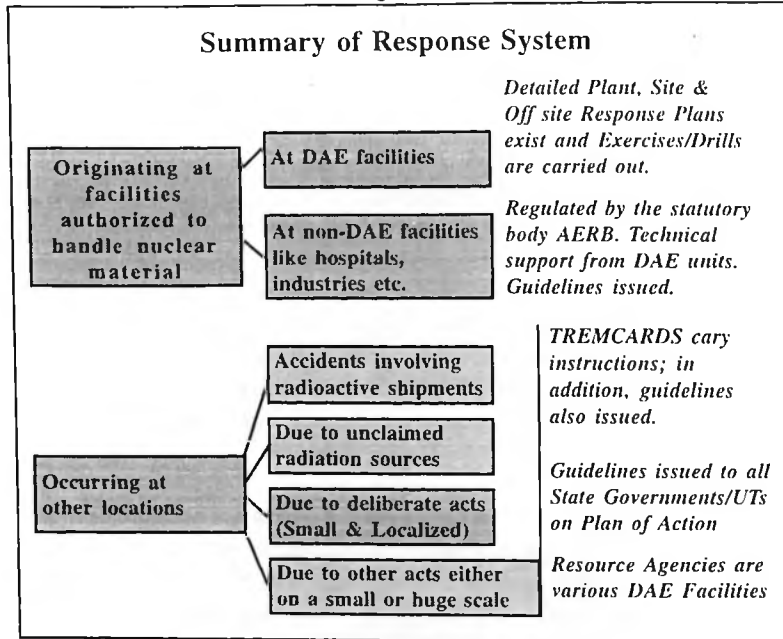 Summary of Response System
Originating at
facilities
authorized to
handle nuclear
material
At DAE facilities
Detailed Plant, Site &
Off site Response Plans
exist and Exercises/Drills
are carried out.
At non-DAE facilities
like hospitals,
industries etc.
Regulated by the statutory
body AERB. Technical
support from DAE units.
Guidelines issued.
Occurring at
other locations
Accidents involving
radioactive shipments
Due to unclaimed
radiation sources
Due to deliberate acts
(Small & Localized)
Due to other acts either
on a small or huge scale
TREMCARDS cary
instructions; in
addition, guidelines
also issued.
Guidelines issued to all
State Governments/UTs
on Plan of Action
Resource Agencies are
various DAE Facilities